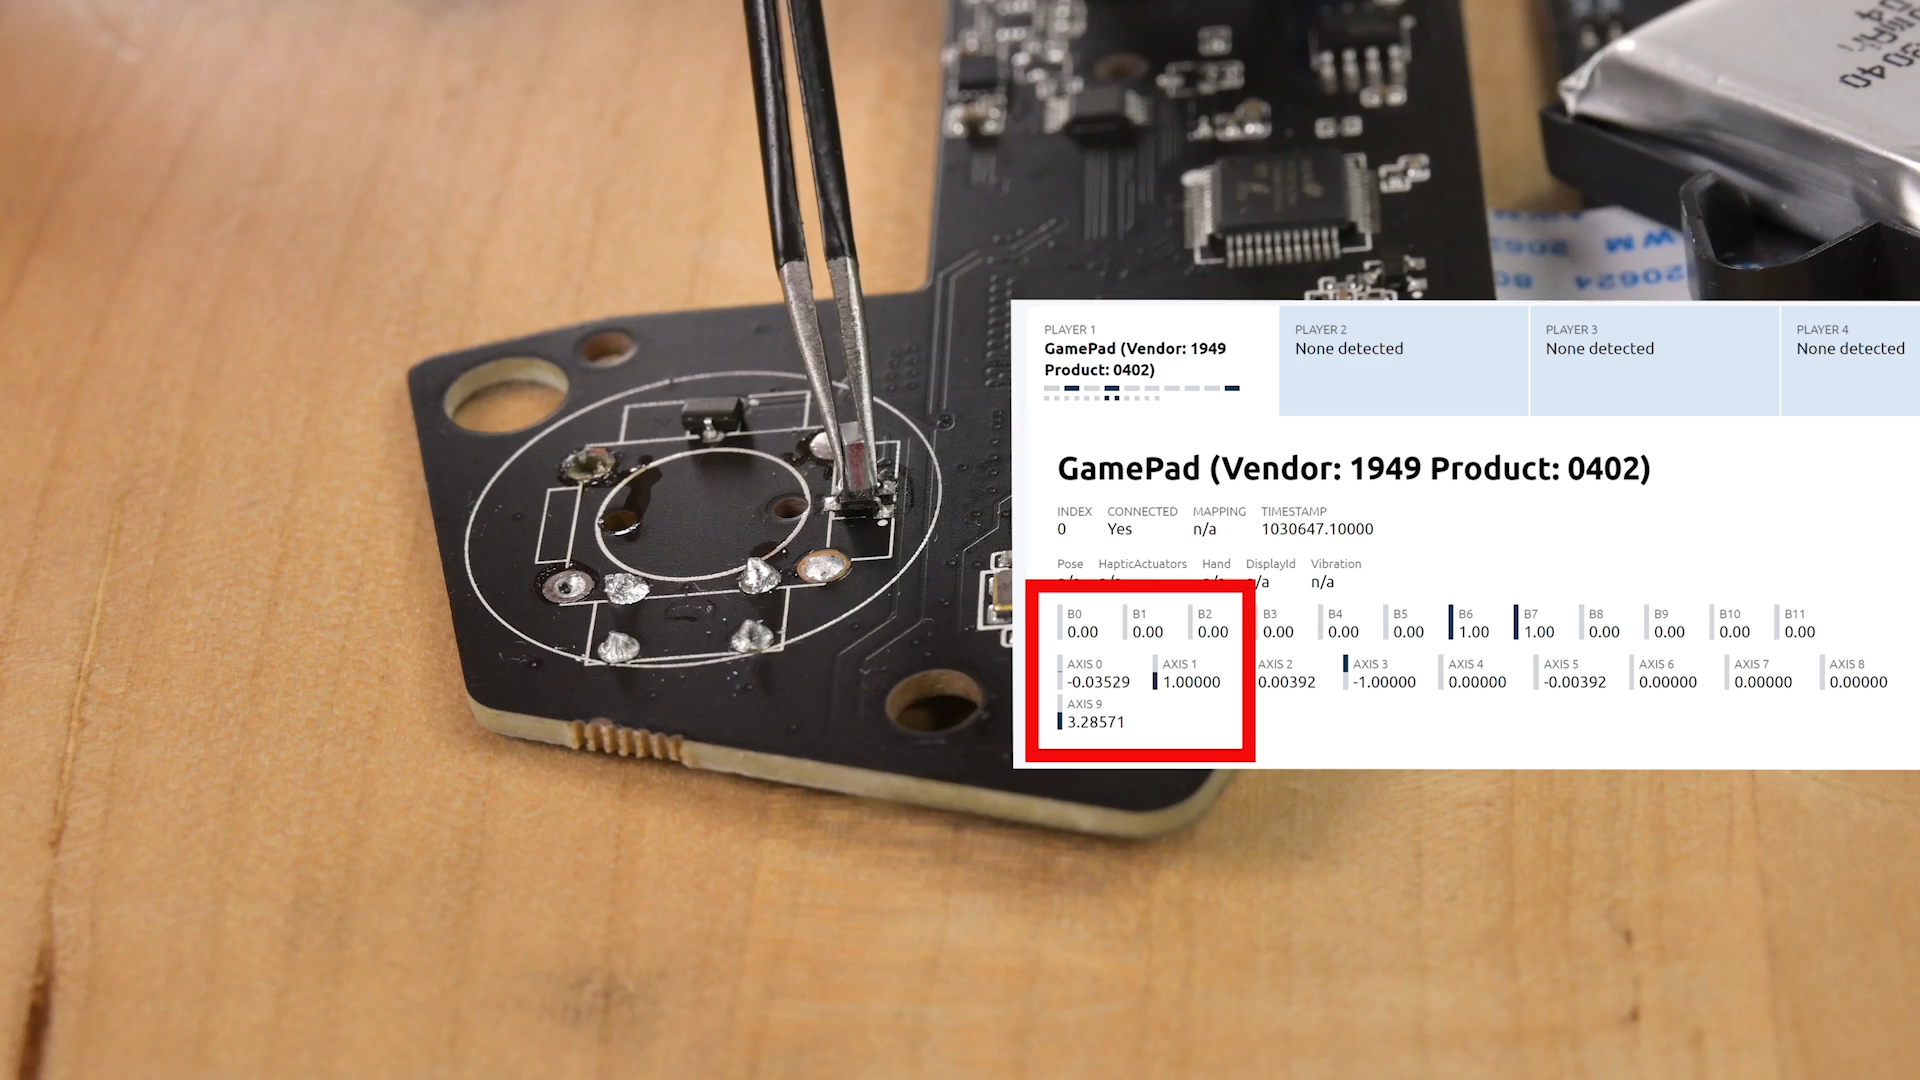 PLAYER 1
GamePad (Vendor: 1949
Product: 0402)
PLAYER 2
None detected
PLAYER 3
None detected
PLAYER 4
None detected
GamePad (Vendor: 1949 Product: 0402)
INDEX CONNECTED MAPPING TIMESTAMP
0 Yes n/a 1030647.10000
Pose HapticActuators Hand DisplayId Vibration
n/a
B0 B1 B2 B3 B4 B5 B6 B7 B8 B9 B10 B11
0.00 0.00 0.00 0.00 0.00 0.00 1.00 1.00 0.00 0.00 0.00 0.00
AXIS 0 AXIS 1 AXIS 2 AXIS 3 AXIS 4 AXIS 5 AXIS 6 AXIS 7 AXIS 8
-0.03529 1.00000 0.00392 -1.00000 0.00000 -0.00392 0.00000 0.00000 0.00000
AXIS 9
3.28571
20624